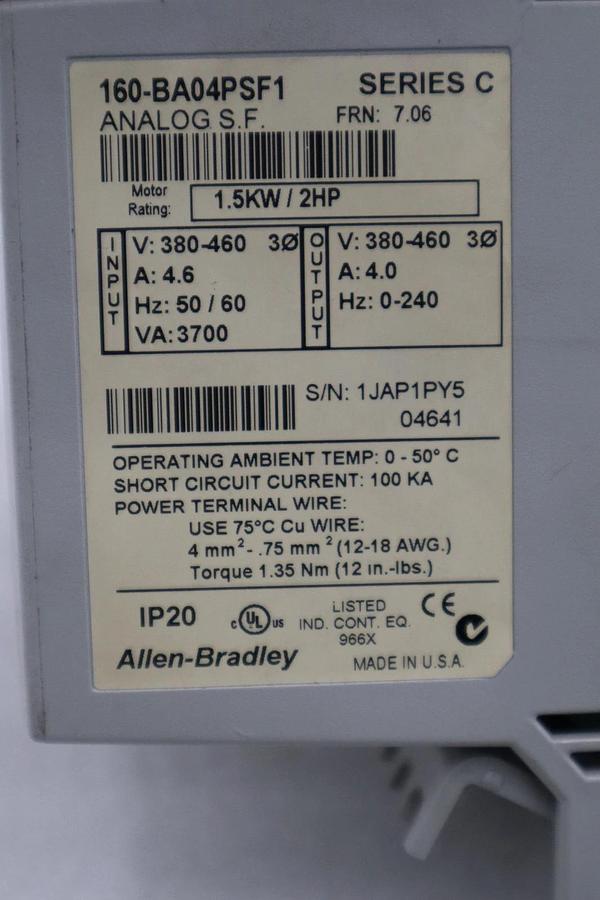 160-BA04PSF1 SERIES C
ANALOG S.F. FRN: 7.06
Motor Rating: 1.5KW / 2HP
INPUT
V: 380-460 3Ø
A: 4.6
Hz: 50 / 60
VA: 3700
OUTPUT
V: 380-460 3Ø
A: 4.0
Hz: 0-240
S/N: 1JAP1PY5
04641
OPERATING AMBIENT TEMP: 0 - 50° C
SHORT CIRCUIT CURRENT: 100 KA
POWER TERMINAL WIRE:
USE 75°C Cu WIRE:
4 mm²- .75 mm² (12-18 AWG.)
Torque 1.35 Nm (12 in.-lbs.)
IP20
c UL us
LISTED
IND. CONT. EQ.
966X
CE
Allen-Bradley
MADE IN U.S.A.